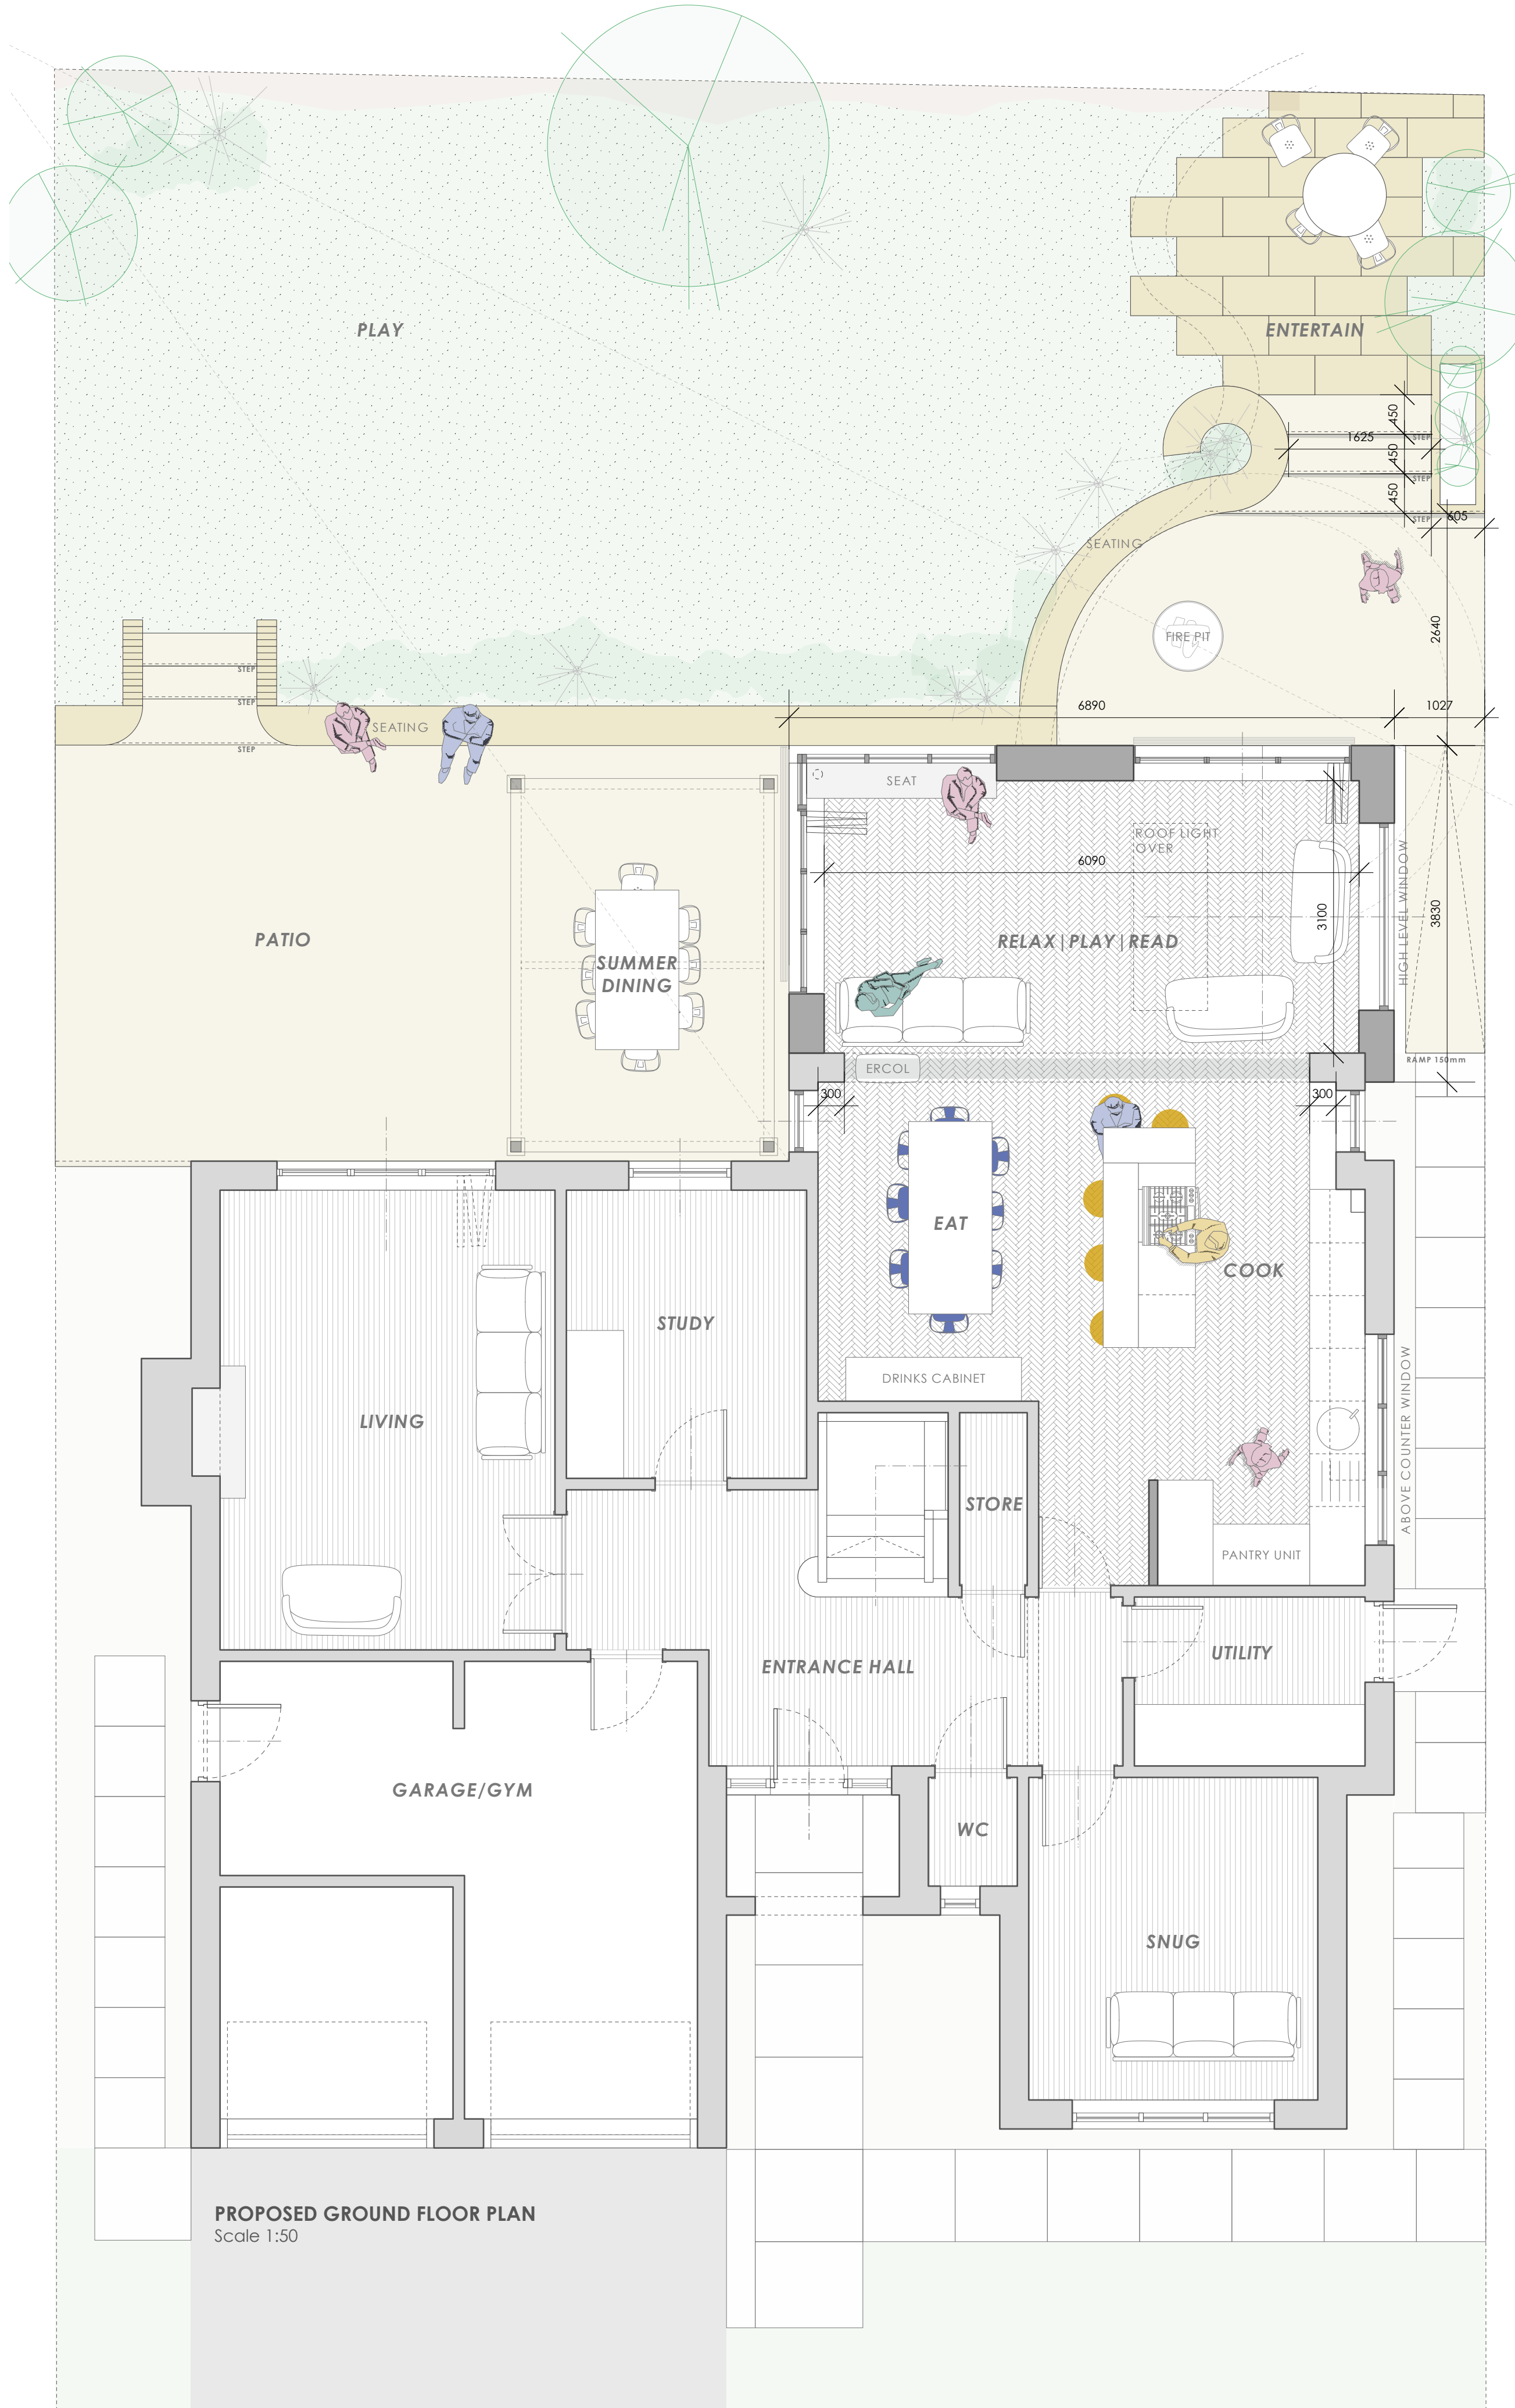 PLAY
ENTERTAIN
450
1625
STEP
450
STEP
450
STEP
605
SEATING
FIRE PIT
2640
STEP
STEP
SEATING
STEP
6890
1027
SEAT
ROOF LIGHT
OVER
6090
HIGH LEVEL WINDOW
3100
3830
PATIO
RELAX|PLAY|READ
SUMMER
DINING
RAMP 150mm
ERCOL
300
300
EAT
COOK
STUDY
DRINKS CABINET
LIVING
ABOVE COUNTER WINDOW
STORE
PANTRY UNIT
ENTRANCE HALL
UTILITY
GARAGE/GYM
WC
SNUG
PROPOSED GROUND FLOOR PLAN
Scale 1:50